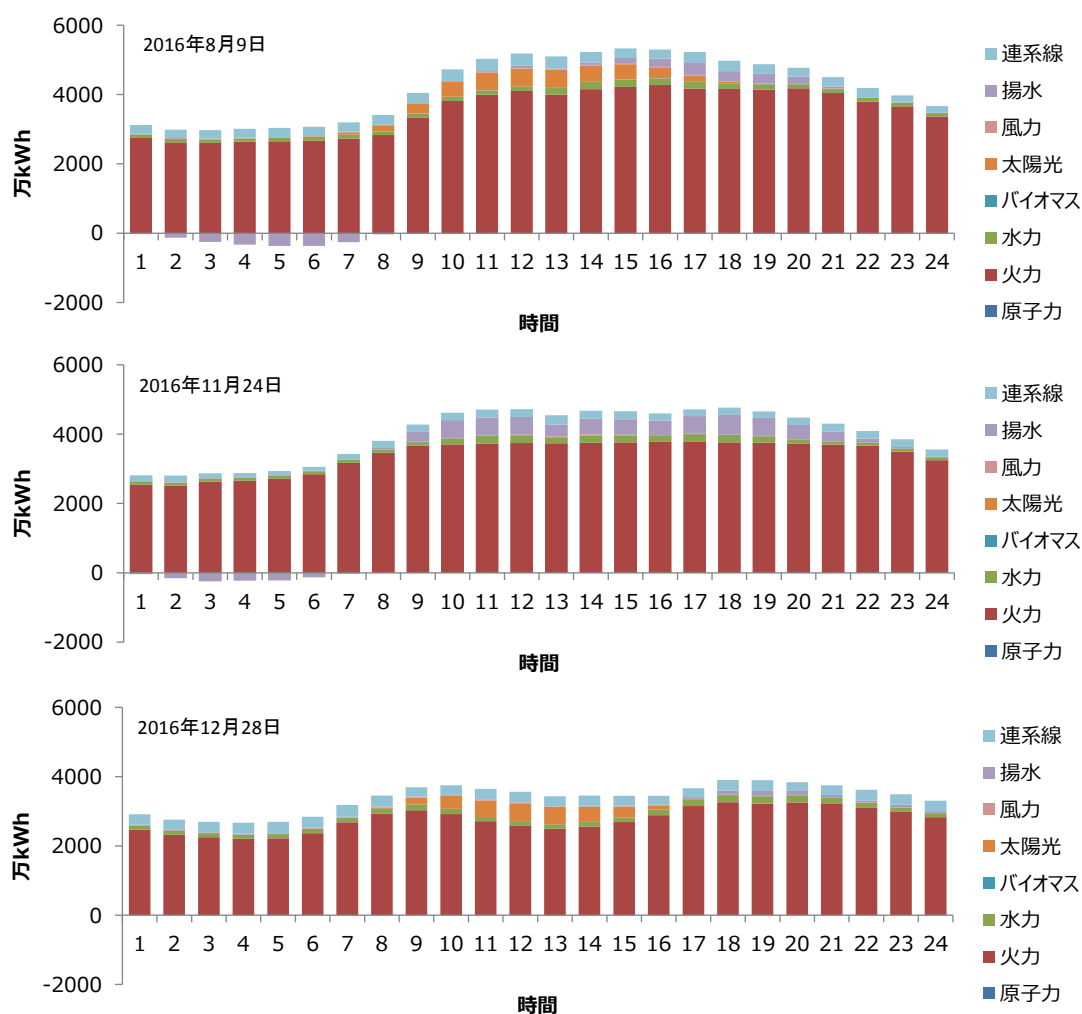 2016年8月9日
万kWh
6000
4000
2000
0
-2000
1 2 3 4 5 6 7 8 9 10 11 12 13 14 15 16 17 18 19 20 21 22 23 24
時間
連系線
揚水
風力
太陽光
バイオマス
水力
火力
原子力
2016年11月24日
万kWh
6000
4000
2000
0
-2000
1 2 3 4 5 6 7 8 9 10 11 12 13 14 15 16 17 18 19 20 21 22 23 24
時間
連系線
揚水
風力
太陽光
バイオマス
水力
火力
原子力
2016年12月28日
万kWh
6000
4000
2000
0
-2000
1 2 3 4 5 6 7 8 9 10 11 12 13 14 15 16 17 18 19 20 21 22 23 24
時間
連系線
揚水
風力
太陽光
バイオマス
水力
火力
原子力